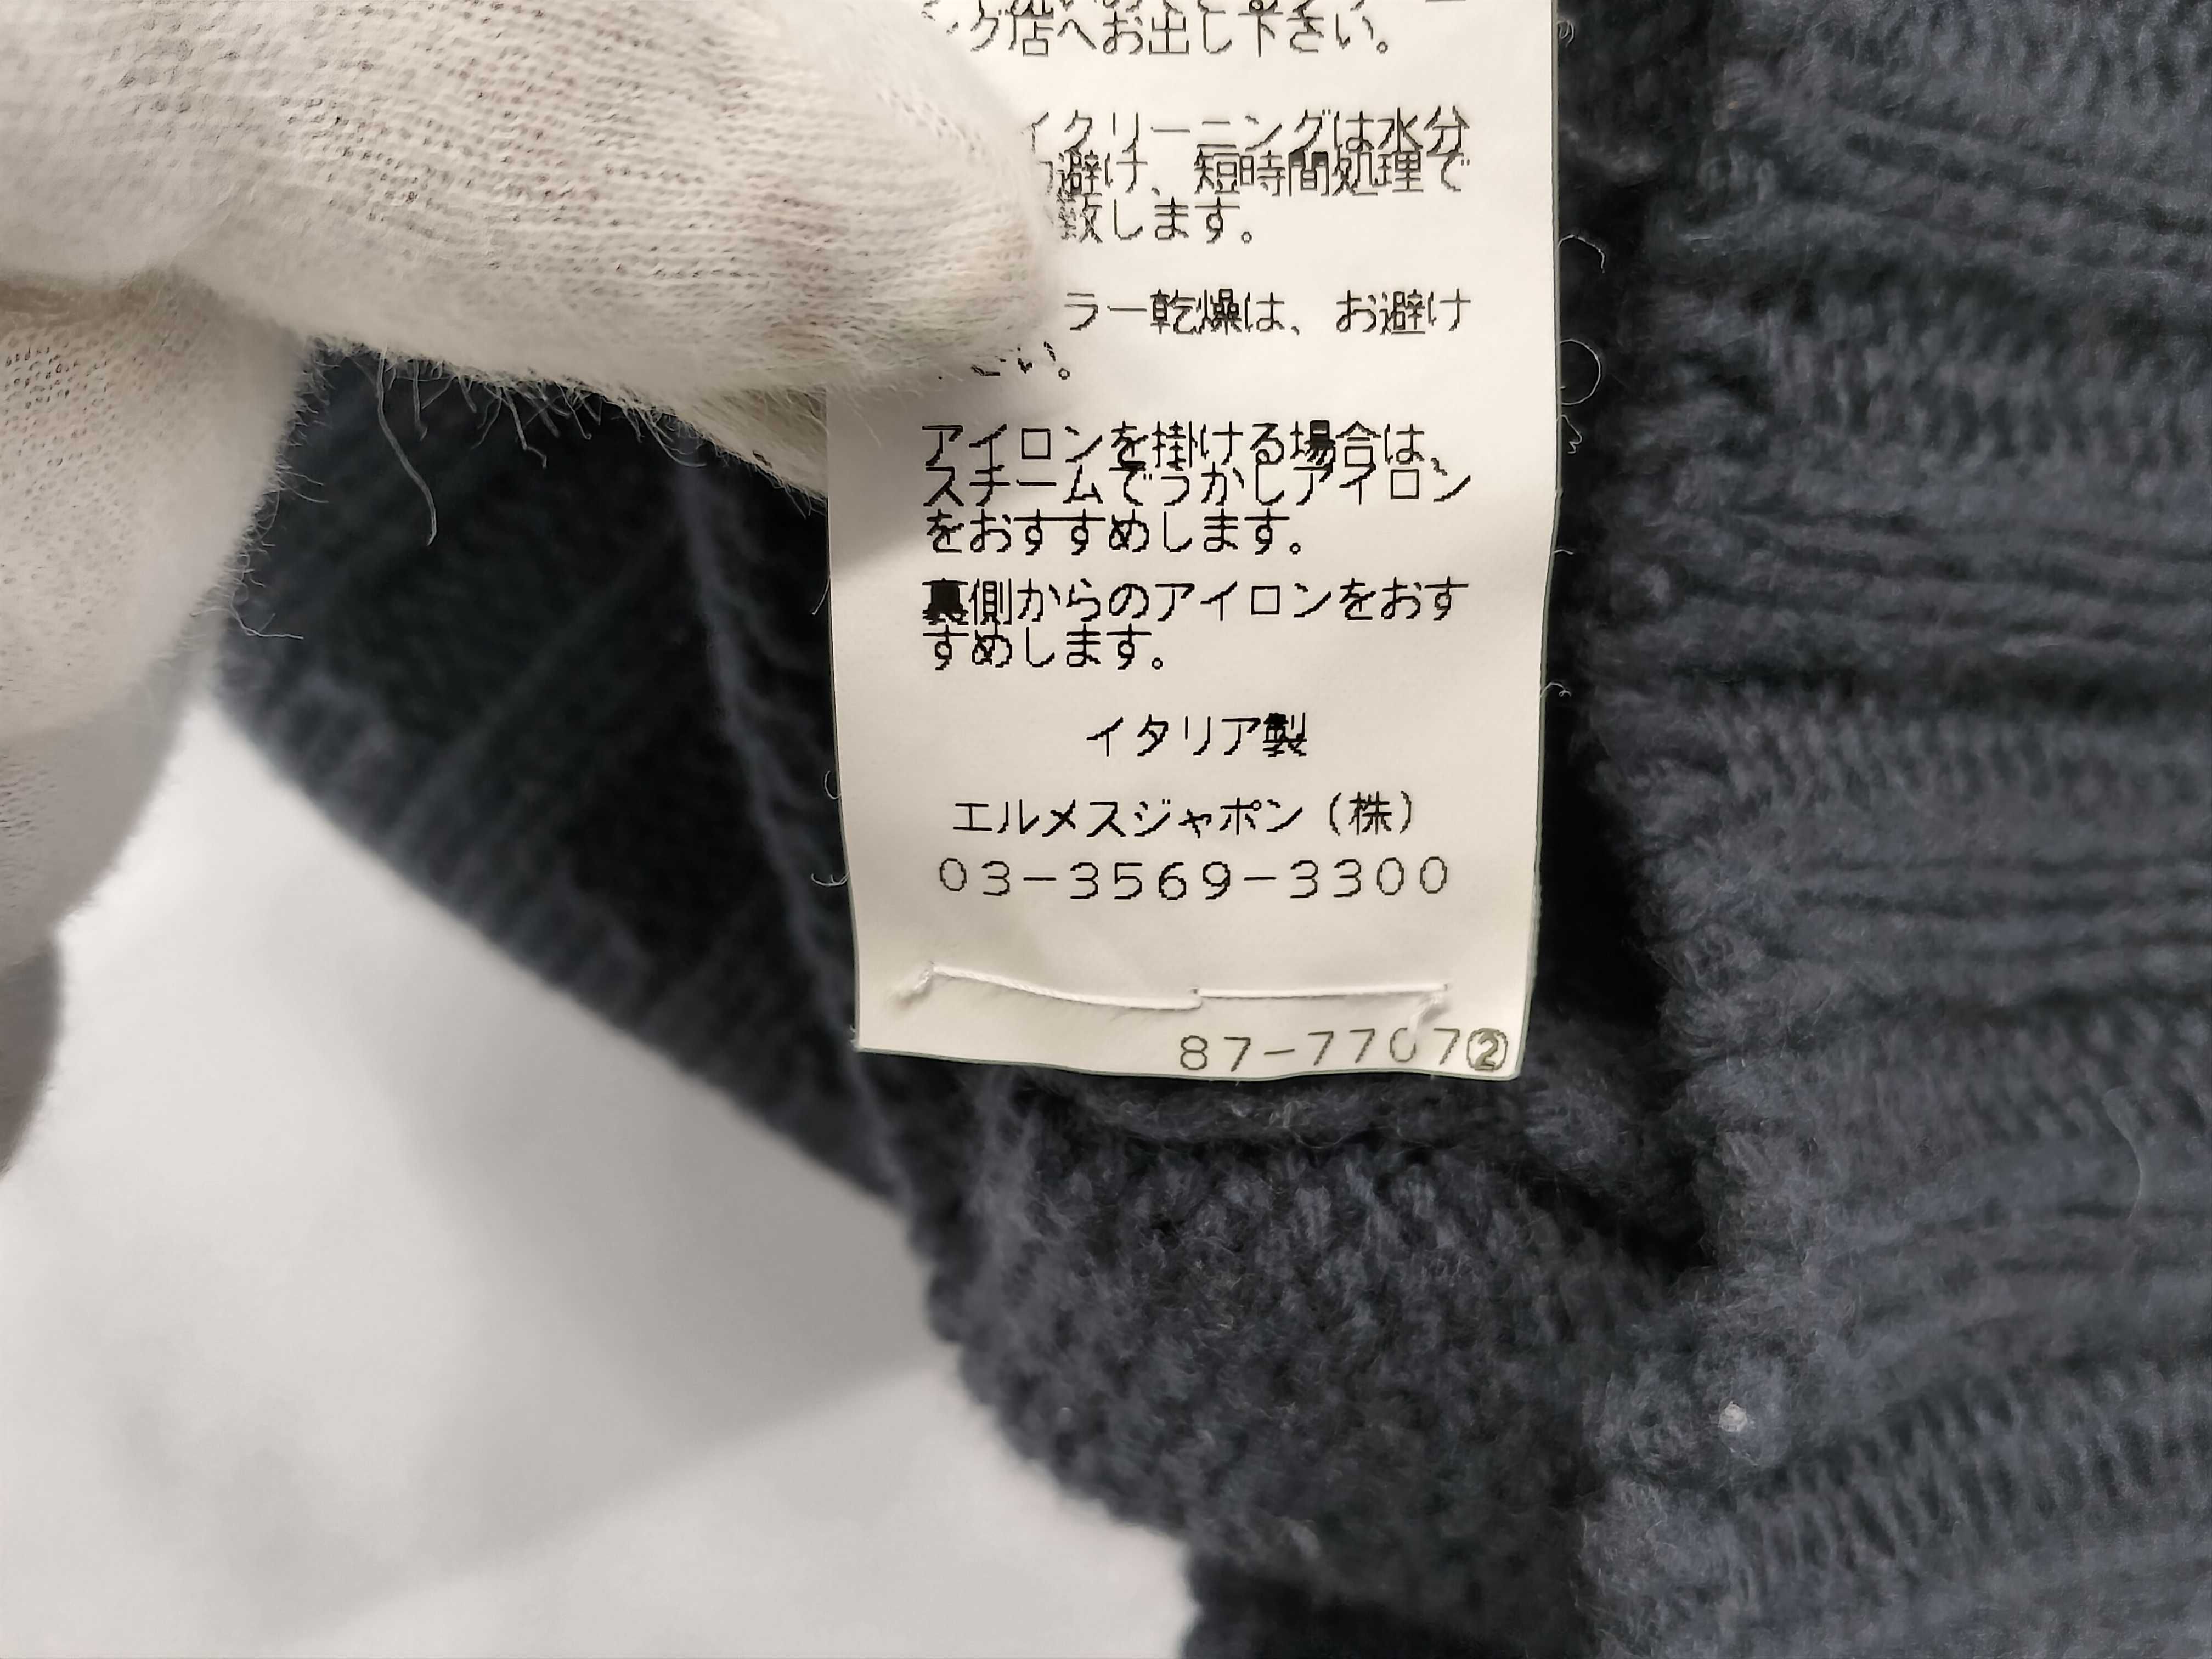 グ店へお出し下さい。
イクリーニングは水分
避け、短時間処理で
致します。
ラー乾燥は、お避け
さい。
アイロンを掛ける場合は、
スチームでうかしアイロン
をおすすめします。
裏側からのアイロンをおす
すめします。
イタリア製
エルメスジャポン(株)
03-3569-3300
87-7707②